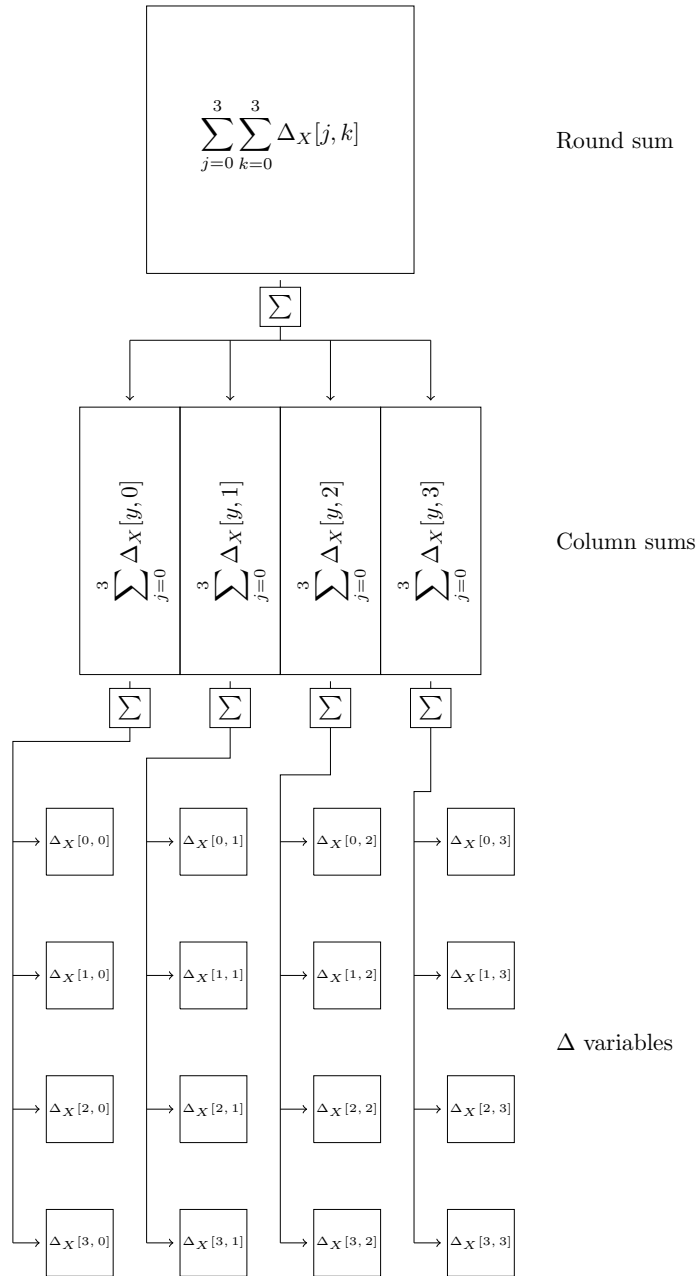 ∑_{j=0}^{3} ∑_{k=0}^{3} Δ_X[j, k]
Round sum
∑
∑_{j=0}^{3} Δ_X[y, 0]
∑_{j=0}^{3} Δ_X[y, 1]
∑_{j=0}^{3} Δ_X[y, 2]
∑_{j=0}^{3} Δ_X[y, 3]
Column sums
∑ ∑ ∑ ∑
Δ_X[0, 0] Δ_X[0, 1] Δ_X[0, 2] Δ_X[0, 3]
Δ_X[1, 0] Δ_X[1, 1] Δ_X[1, 2] Δ_X[1, 3]
Δ variables
Δ_X[2, 0] Δ_X[2, 1] Δ_X[2, 2] Δ_X[2, 3]
Δ_X[3, 0] Δ_X[3, 1] Δ_X[3, 2] Δ_X[3, 3]